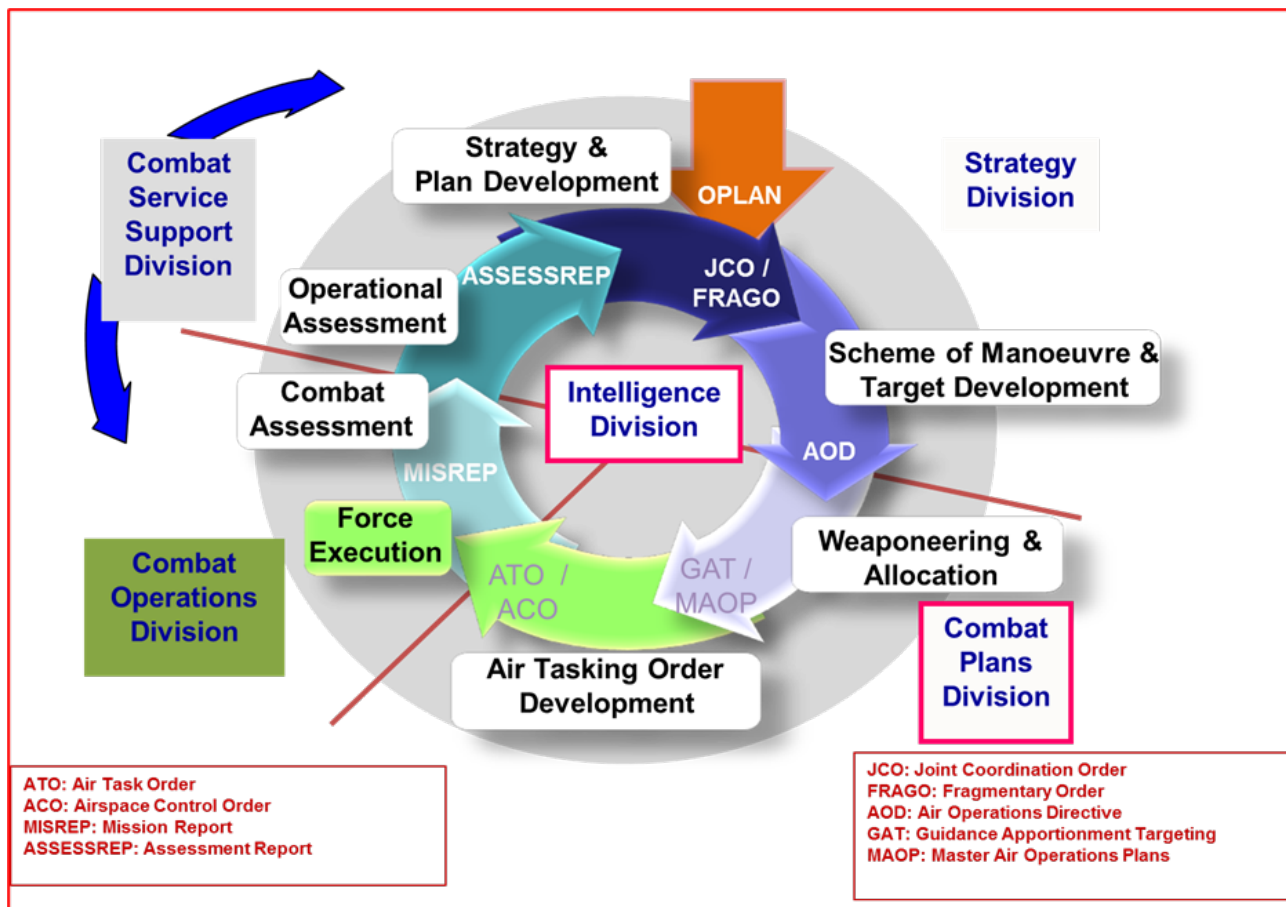 Combat
Service
Support
Division
Strategy &
Plan Development
OPLAN
Strategy
Division
ASSESSREP
JCO /
FRAGO
Operational
Assessment
Scheme of Manoeuvre &
Target Development
Combat
Assessment
Intelligence
Division
AOD
MISREP
Force
Execution
Weaponeering &
Allocation
ATO /
ACO
GAT /
MAOP
Combat
Operations
Division
Combat
Plans
Division
Air Tasking Order
Development
ATO: Air Task Order
ACO: Airspace Control Order
MISREP: Mission Report
ASSESSREP: Assessment Report
JCO: Joint Coordination Order
FRAGO: Fragmentary Order
AOD: Air Operations Directive
GAT: Guidance Apportionment Targeting
MAOP: Master Air Operations Plans